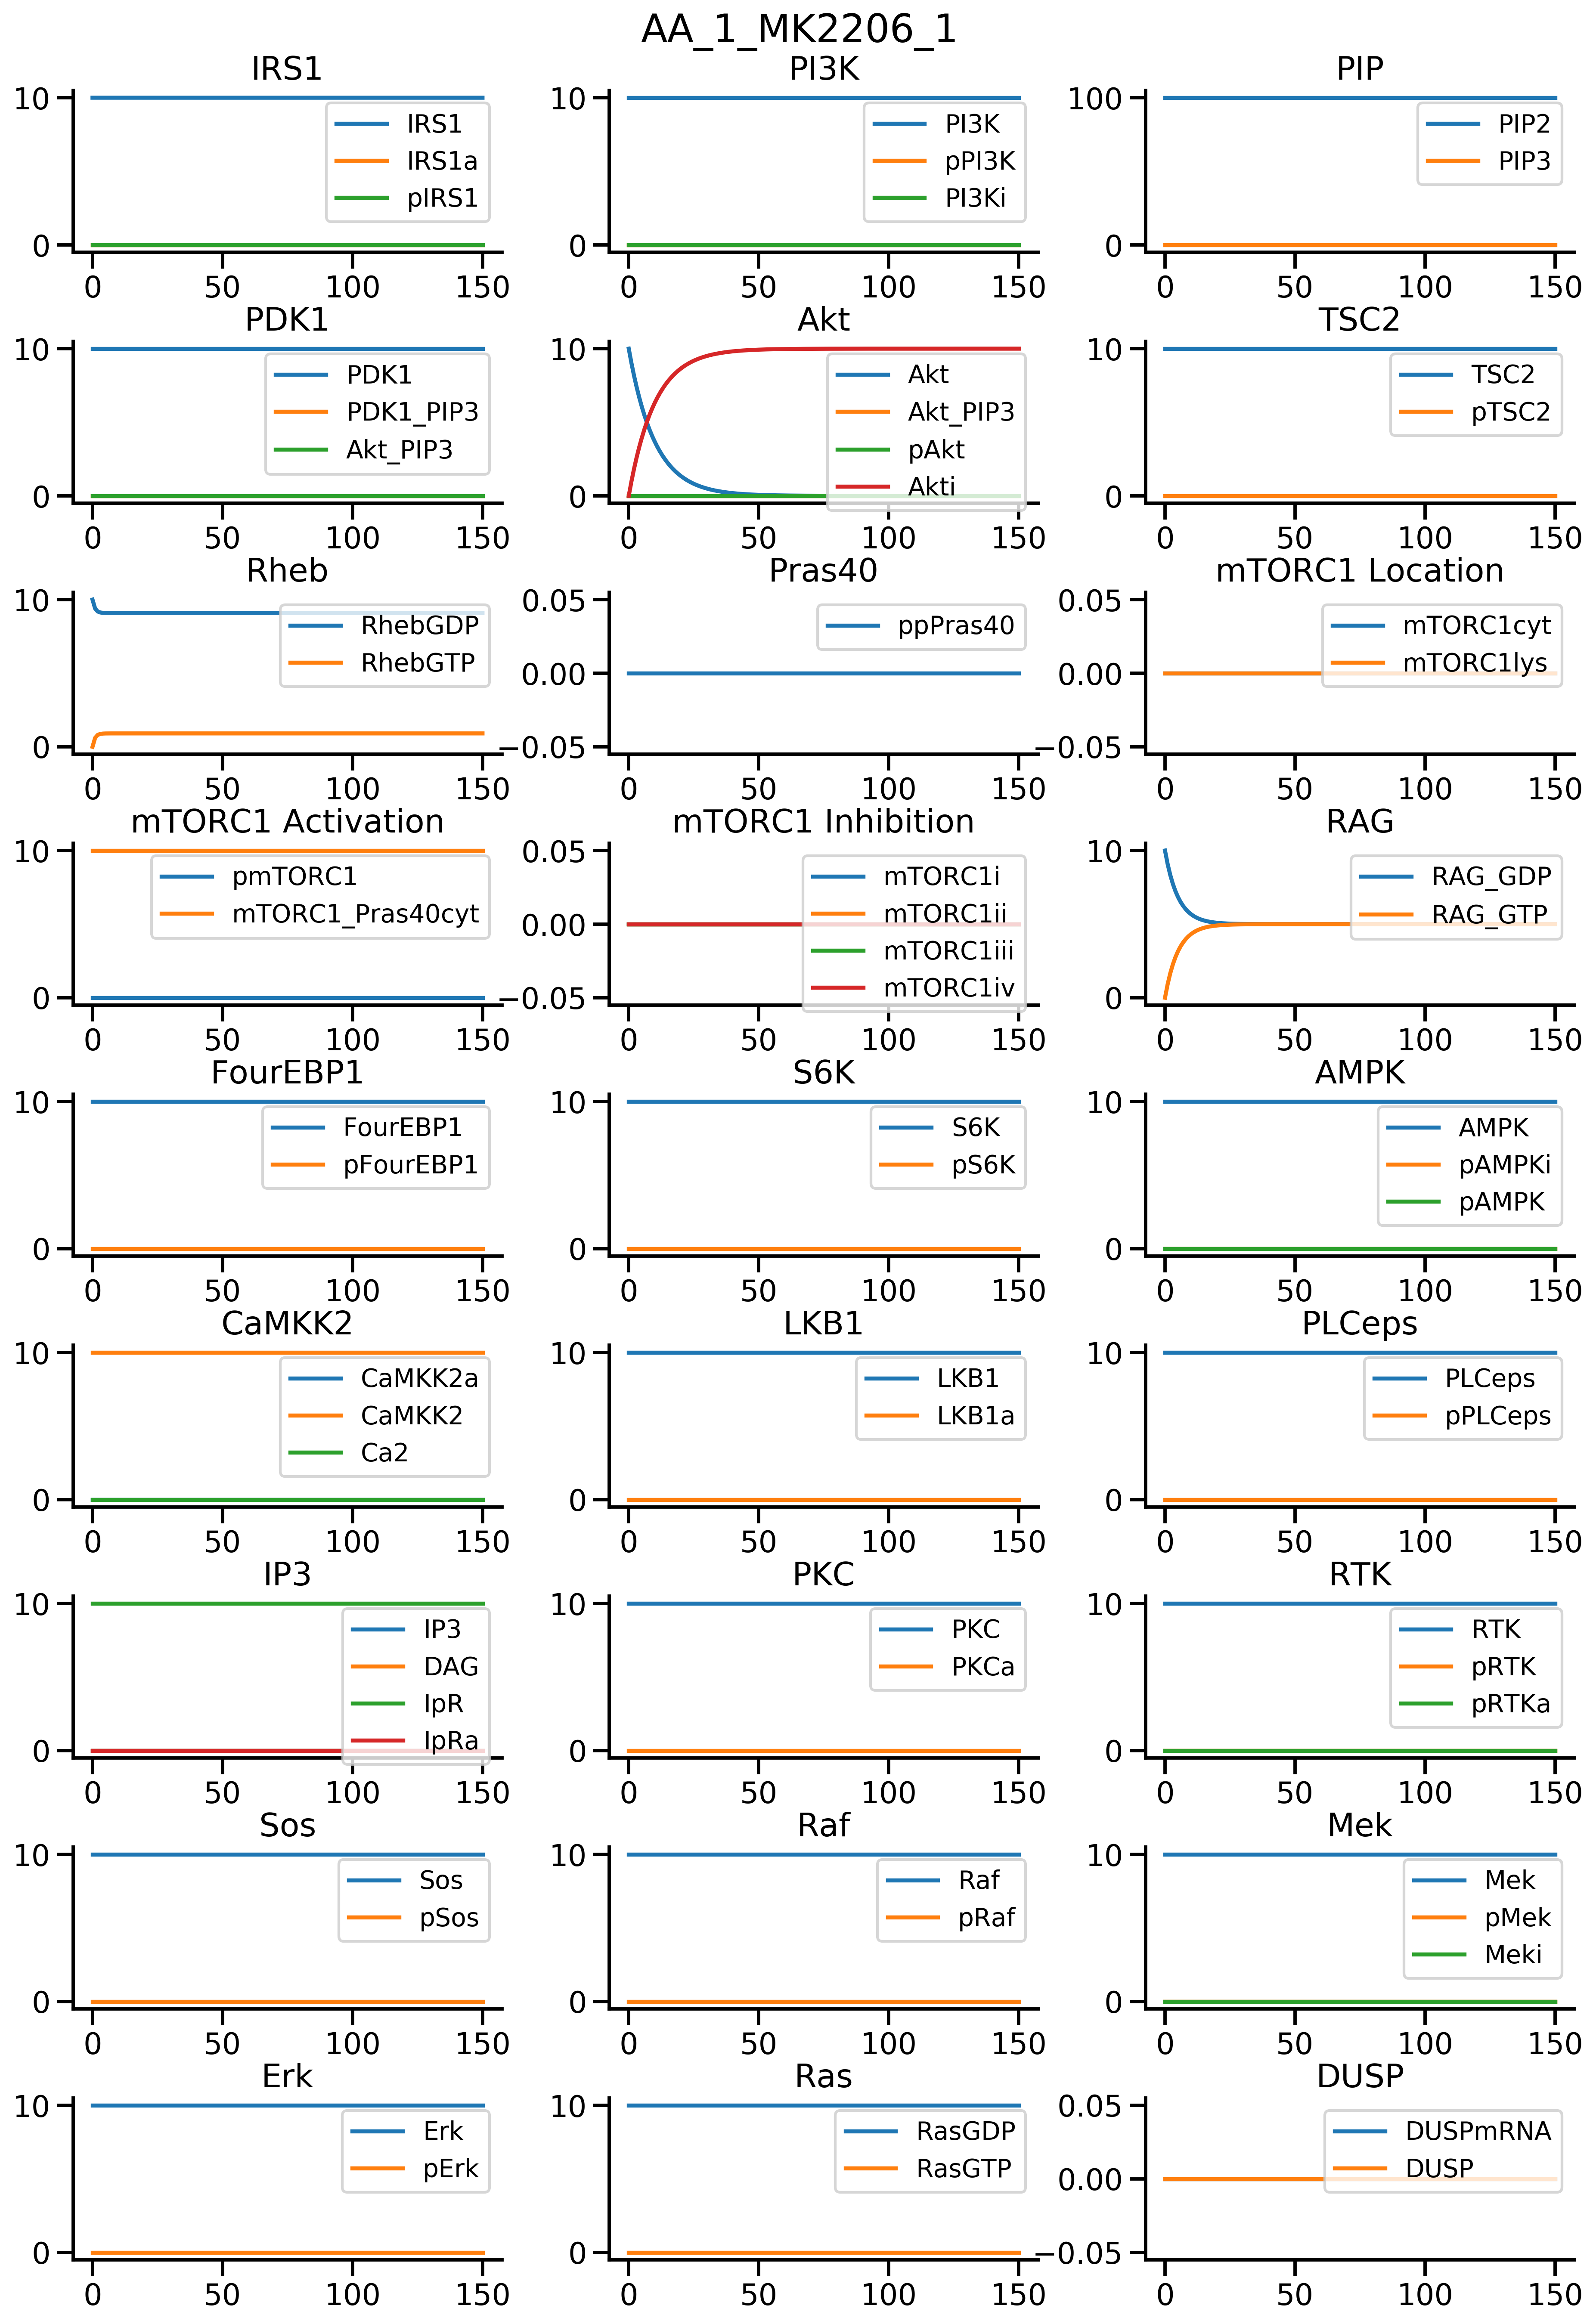 AA_1_MK2206_1
IRS1
10
0
IRS1
IRS1a
pIRS1
0 50 100 150
PI3K
10
0
PI3K
pPI3K
PI3Ki
0 50 100 150
PIP
100
0
PIP2
PIP3
0 50 100 150
PDK1
10
0
PDK1
PDK1_PIP3
Akt_PIP3
0 50 100 150
Akt
10
0
Akt
Akt_PIP3
pAkt
Akti
0 50 100 150
TSC2
10
0
TSC2
pTSC2
0 50 100 150
Rheb
10
0
RhebGDP
RhebGTP
0 50 100 150
Pras40
0.05
0.00
−0.05
ppPras40
0 50 100 150
mTORC1 Location
0.05
0.00
−0.05
mTORC1cyt
mTORC1lys
0 50 100 150
mTORC1 Activation
10
0
pmTORC1
mTORC1_Pras40cyt
0 50 100 150
mTORC1 Inhibition
0.05
0.00
−0.05
mTORC1i
mTORC1ii
mTORC1iii
mTORC1iv
0 50 100 150
RAG
10
0
RAG_GDP
RAG_GTP
0 50 100 150
FourEBP1
10
0
FourEBP1
pFourEBP1
0 50 100 150
S6K
10
0
S6K
pS6K
0 50 100 150
AMPK
10
0
AMPK
pAMPKi
pAMPK
0 50 100 150
CaMKK2
10
0
CaMKK2a
CaMKK2
Ca2
0 50 100 150
LKB1
10
0
LKB1
LKB1a
0 50 100 150
PLCeps
10
0
PLCeps
pPLCeps
0 50 100 150
IP3
10
0
IP3
DAG
IpR
IpRa
0 50 100 150
PKC
10
0
PKC
PKCa
0 50 100 150
RTK
10
0
RTK
pRTK
pRTKa
0 50 100 150
Sos
10
0
Sos
pSos
0 50 100 150
Raf
10
0
Raf
pRaf
0 50 100 150
Mek
10
0
Mek
pMek
Meki
0 50 100 150
Erk
10
0
Erk
pErk
0 50 100 150
Ras
10
0
RasGDP
RasGTP
0 50 100 150
DUSP
0.05
0.00
−0.05
DUSPmRNA
DUSP
0 50 100 150